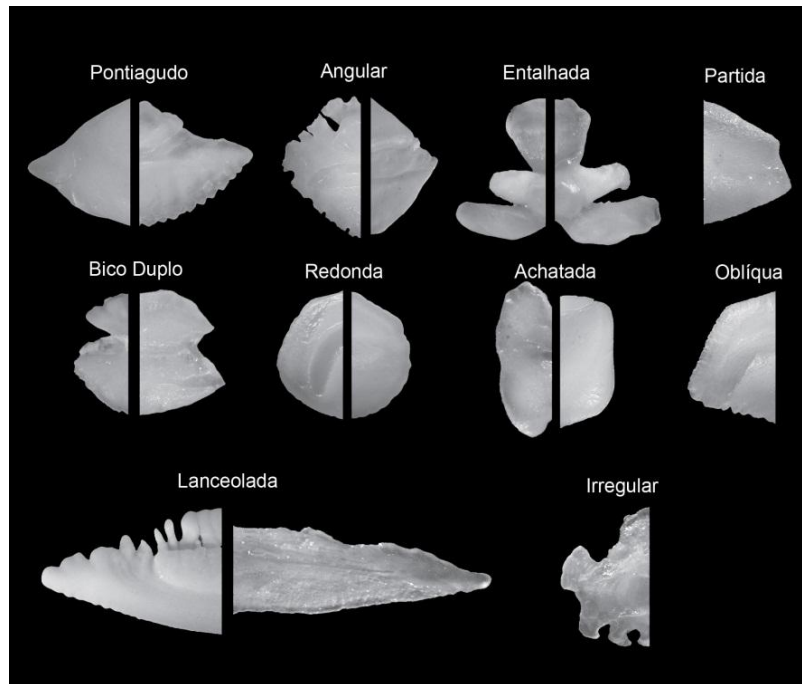 Pontiagudo
Angular
Entalhada
Partida
Bico Duplo
Redonda
Achatada
Oblíqua
Lanceolada
Irregular